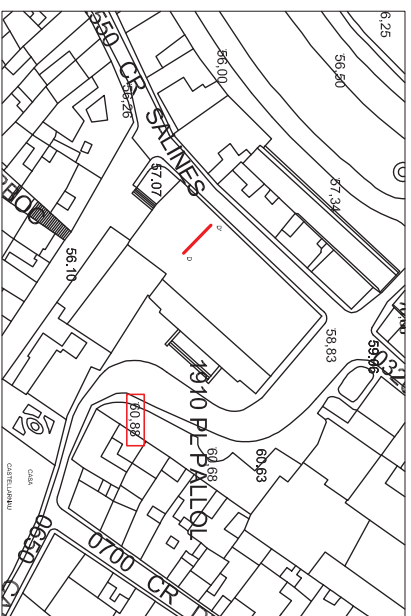 6,25
56,50
56,00
0550 CR SALINES
56,26
57,34
57.07
D'
D
56.10
58,83
59.06
1910 PL PALLOL
60.88
60,68
60.63
CASA
CASTELLARNAU
0650 C
0700 CR